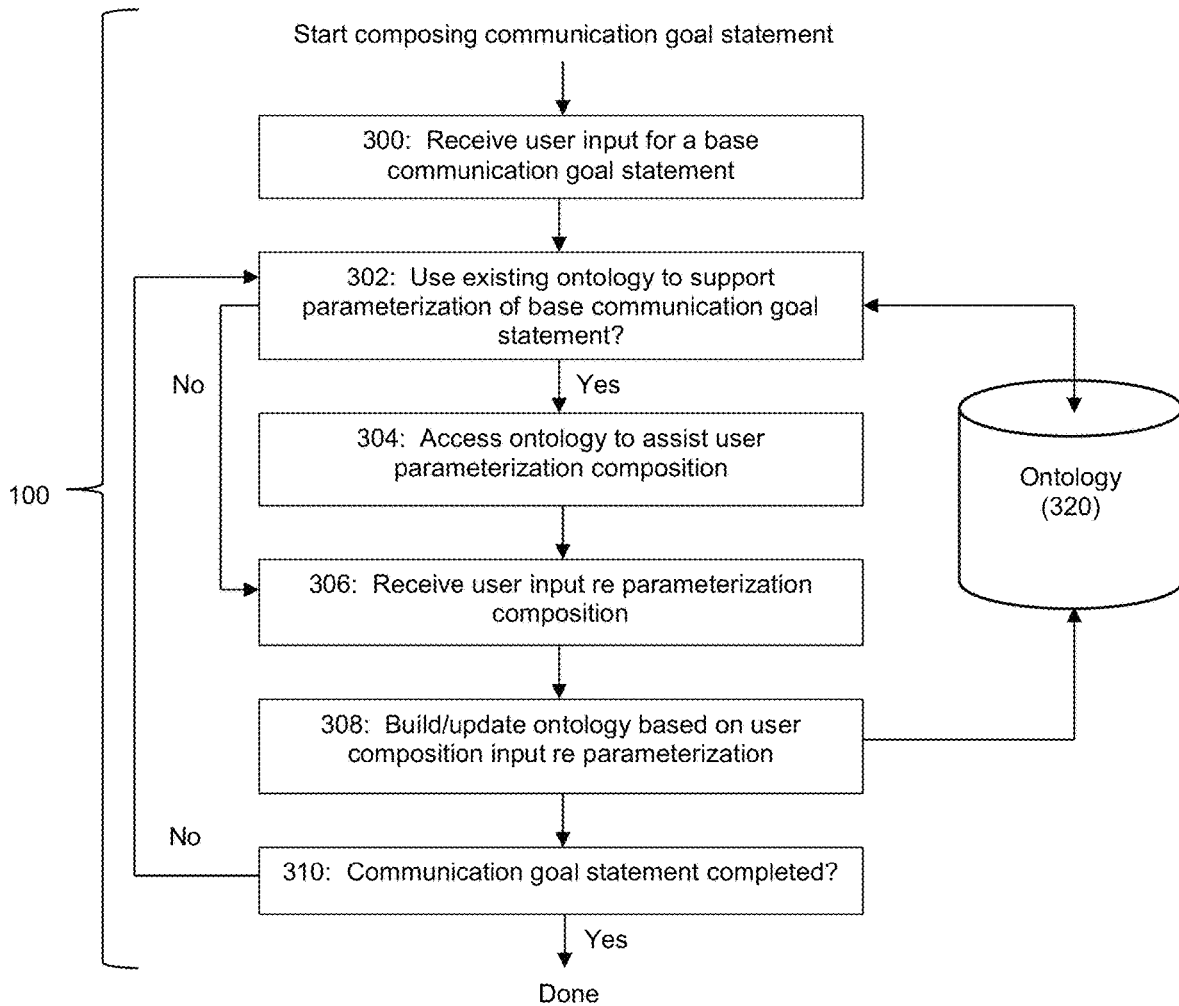 Start composing communication goal statement
300: Receive user input for a base
communication goal statement
302: Use existing ontology to support
parameterization of base communication goal
statement?
No
Yes
304: Access ontology to assist user
parameterization composition
100
Ontology
(320)
306: Receive user input re parameterization
composition
308: Build/update ontology based on user
composition input re parameterization
No
310: Communication goal statement completed?
Yes
Done